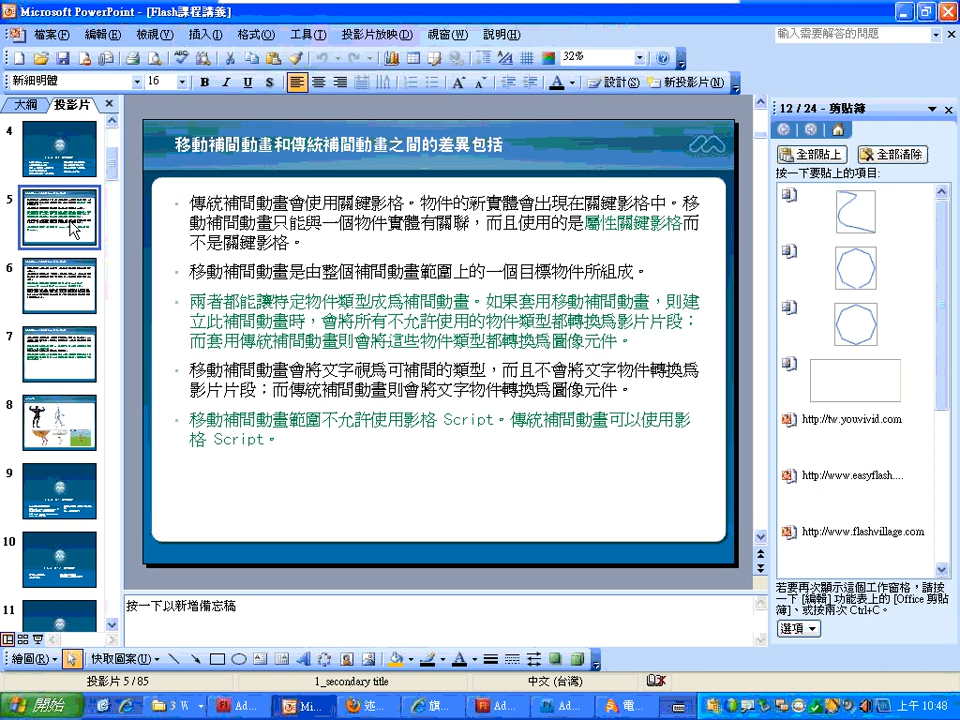 Microsoft PowerPoint - [Flash課程講義]
檔案(F) 編輯(E) 檢視(V) 插入(I) 格式(O) 工具(T) 投影片放映(D) 視窗(W) 說明(H) 輸入需要解答的問題
32%
新細明體 16 B I U S A A A 設計(S) 新投影片(N)
大綱 投影片
12 / 24 - 剪貼簿
全部貼上 全部清除
按一下要貼上的項目:
4
5
6
7
8
9
10
11
移動補間動畫和傳統補間動畫之間的差異包括
傳統補間動畫會使用關鍵影格。物件的新實體會出現在關鍵影格中。移
動補間動畫只能與一個物件實體有關聯，而且使用的是屬性關鍵影格而
不是關鍵影格。
移動補間動畫是由整個補間動畫範圍上的一個目標物件所組成。
兩者都能讓特定物件類型成為補間動畫。如果套用移動補間動畫，則建
立此補間動畫時，會將所有不允許使用的物件類型都轉換為影片片段；
而套用傳統補間動畫則會將這些物件類型都轉換為圖像元件。
移動補間動畫會將文字視為可補間的類型，而且不會將文字物件轉換為
影片片段；而傳統補間動畫則會將文字物件轉換為圖像元件。
移動補間動畫範圍不允許使用影格 Script。傳統補間動畫可以使用影
格 Script。
http://tw.youvivid.com
http://www.easyflash....
http://www.flashvillage.com
若要再次顯示這個工作窗格，請按
一下 [編輯] 功能表上的 [Office 剪貼
簿]、或按兩次 Ctrl+C。
選項
按一下以新增備忘稿
繪圖(R) 快取圖案(U)
投影片 5 / 85 1_secondary title 中文 (台灣)
開始 3 W Ad... Mi... 述... 旗... Ad... Ad... 電... 上午 10:48